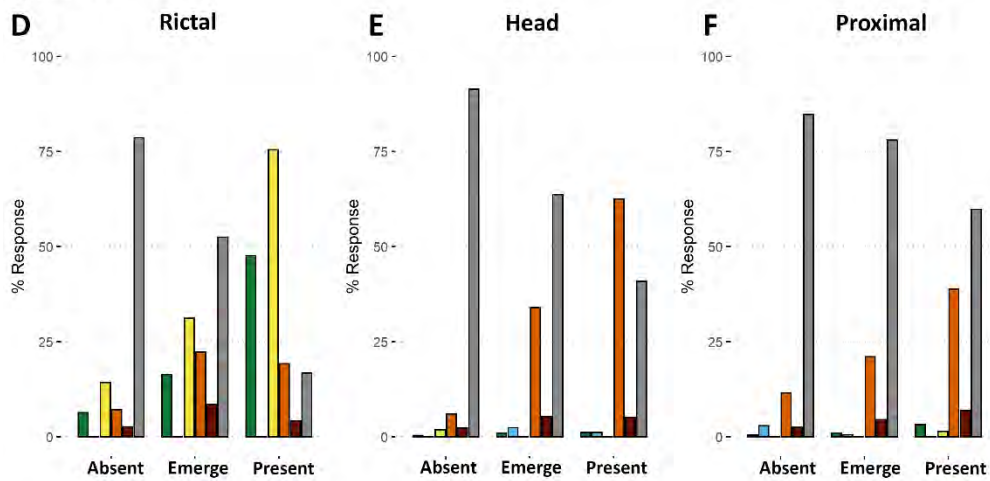 D Rictal
100
75
50
25
0
% Response
Absent Emerge Present
E Head
100
75
50
25
0
% Response
Absent Emerge Present
F Proximal
100
75
50
25
0
% Response
Absent Emerge Present